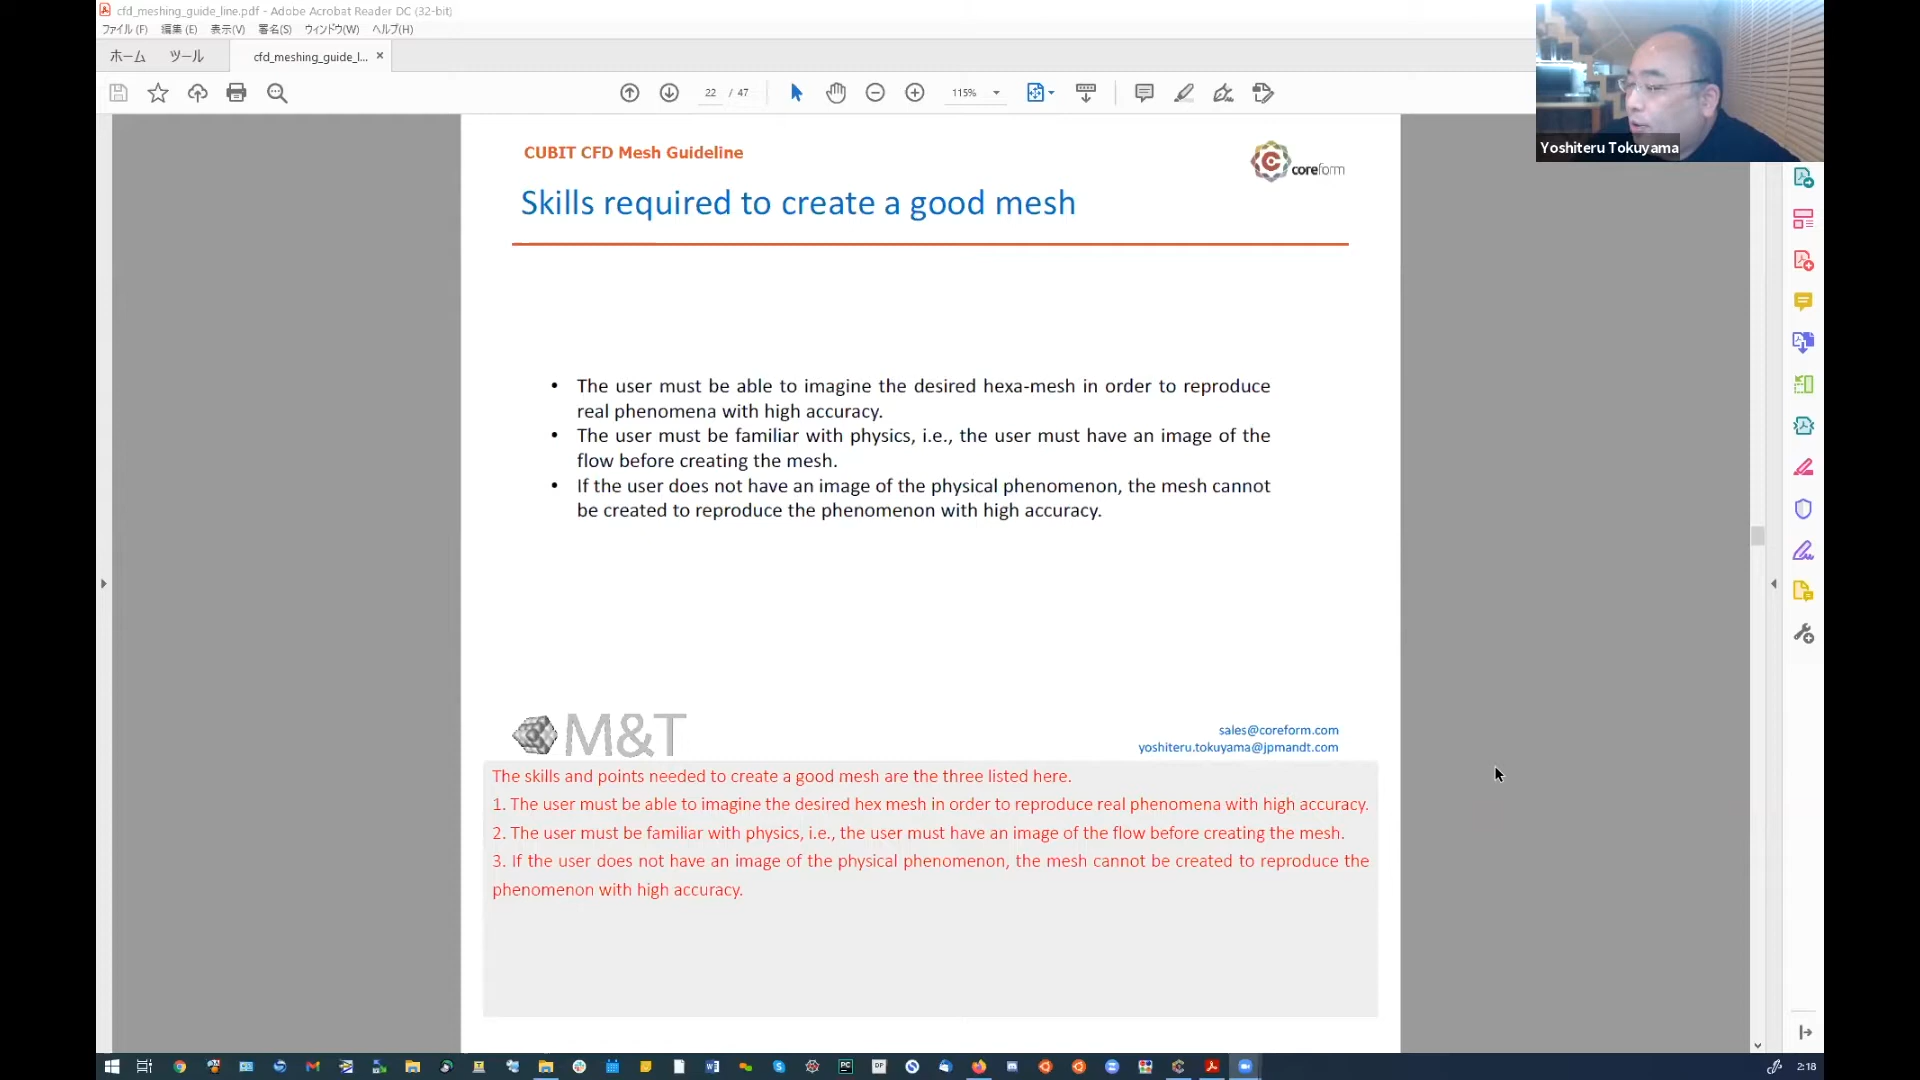 cfd_meshing_guide_line.pdf - Adobe Acrobat Reader DC (32-bit)
ファイル(F) 編集(E) 表示(V) 署名(S) ウィンドウ(W) ヘルプ(H)
ホーム ツール cfd_meshing_guide_l... ×
22 / 47 115%
Yoshiteru Tokuyama
CUBIT CFD Mesh Guideline
coreform
Skills required to create a good mesh
• The user must be able to imagine the desired hexa-mesh in order to reproduce
real phenomena with high accuracy.
• The user must be familiar with physics, i.e., the user must have an image of the
flow before creating the mesh.
• If the user does not have an image of the physical phenomenon, the mesh cannot
be created to reproduce the phenomenon with high accuracy.
M&T
sales@coreform.com
yoshiteru.tokuyama@jpmandt.com
The skills and points needed to create a good mesh are the three listed here.
1. The user must be able to imagine the desired hex mesh in order to reproduce real phenomena with high accuracy.
2. The user must be familiar with physics, i.e., the user must have an image of the flow before creating the mesh.
3. If the user does not have an image of the physical phenomenon, the mesh cannot be created to reproduce the
phenomenon with high accuracy.
2:18